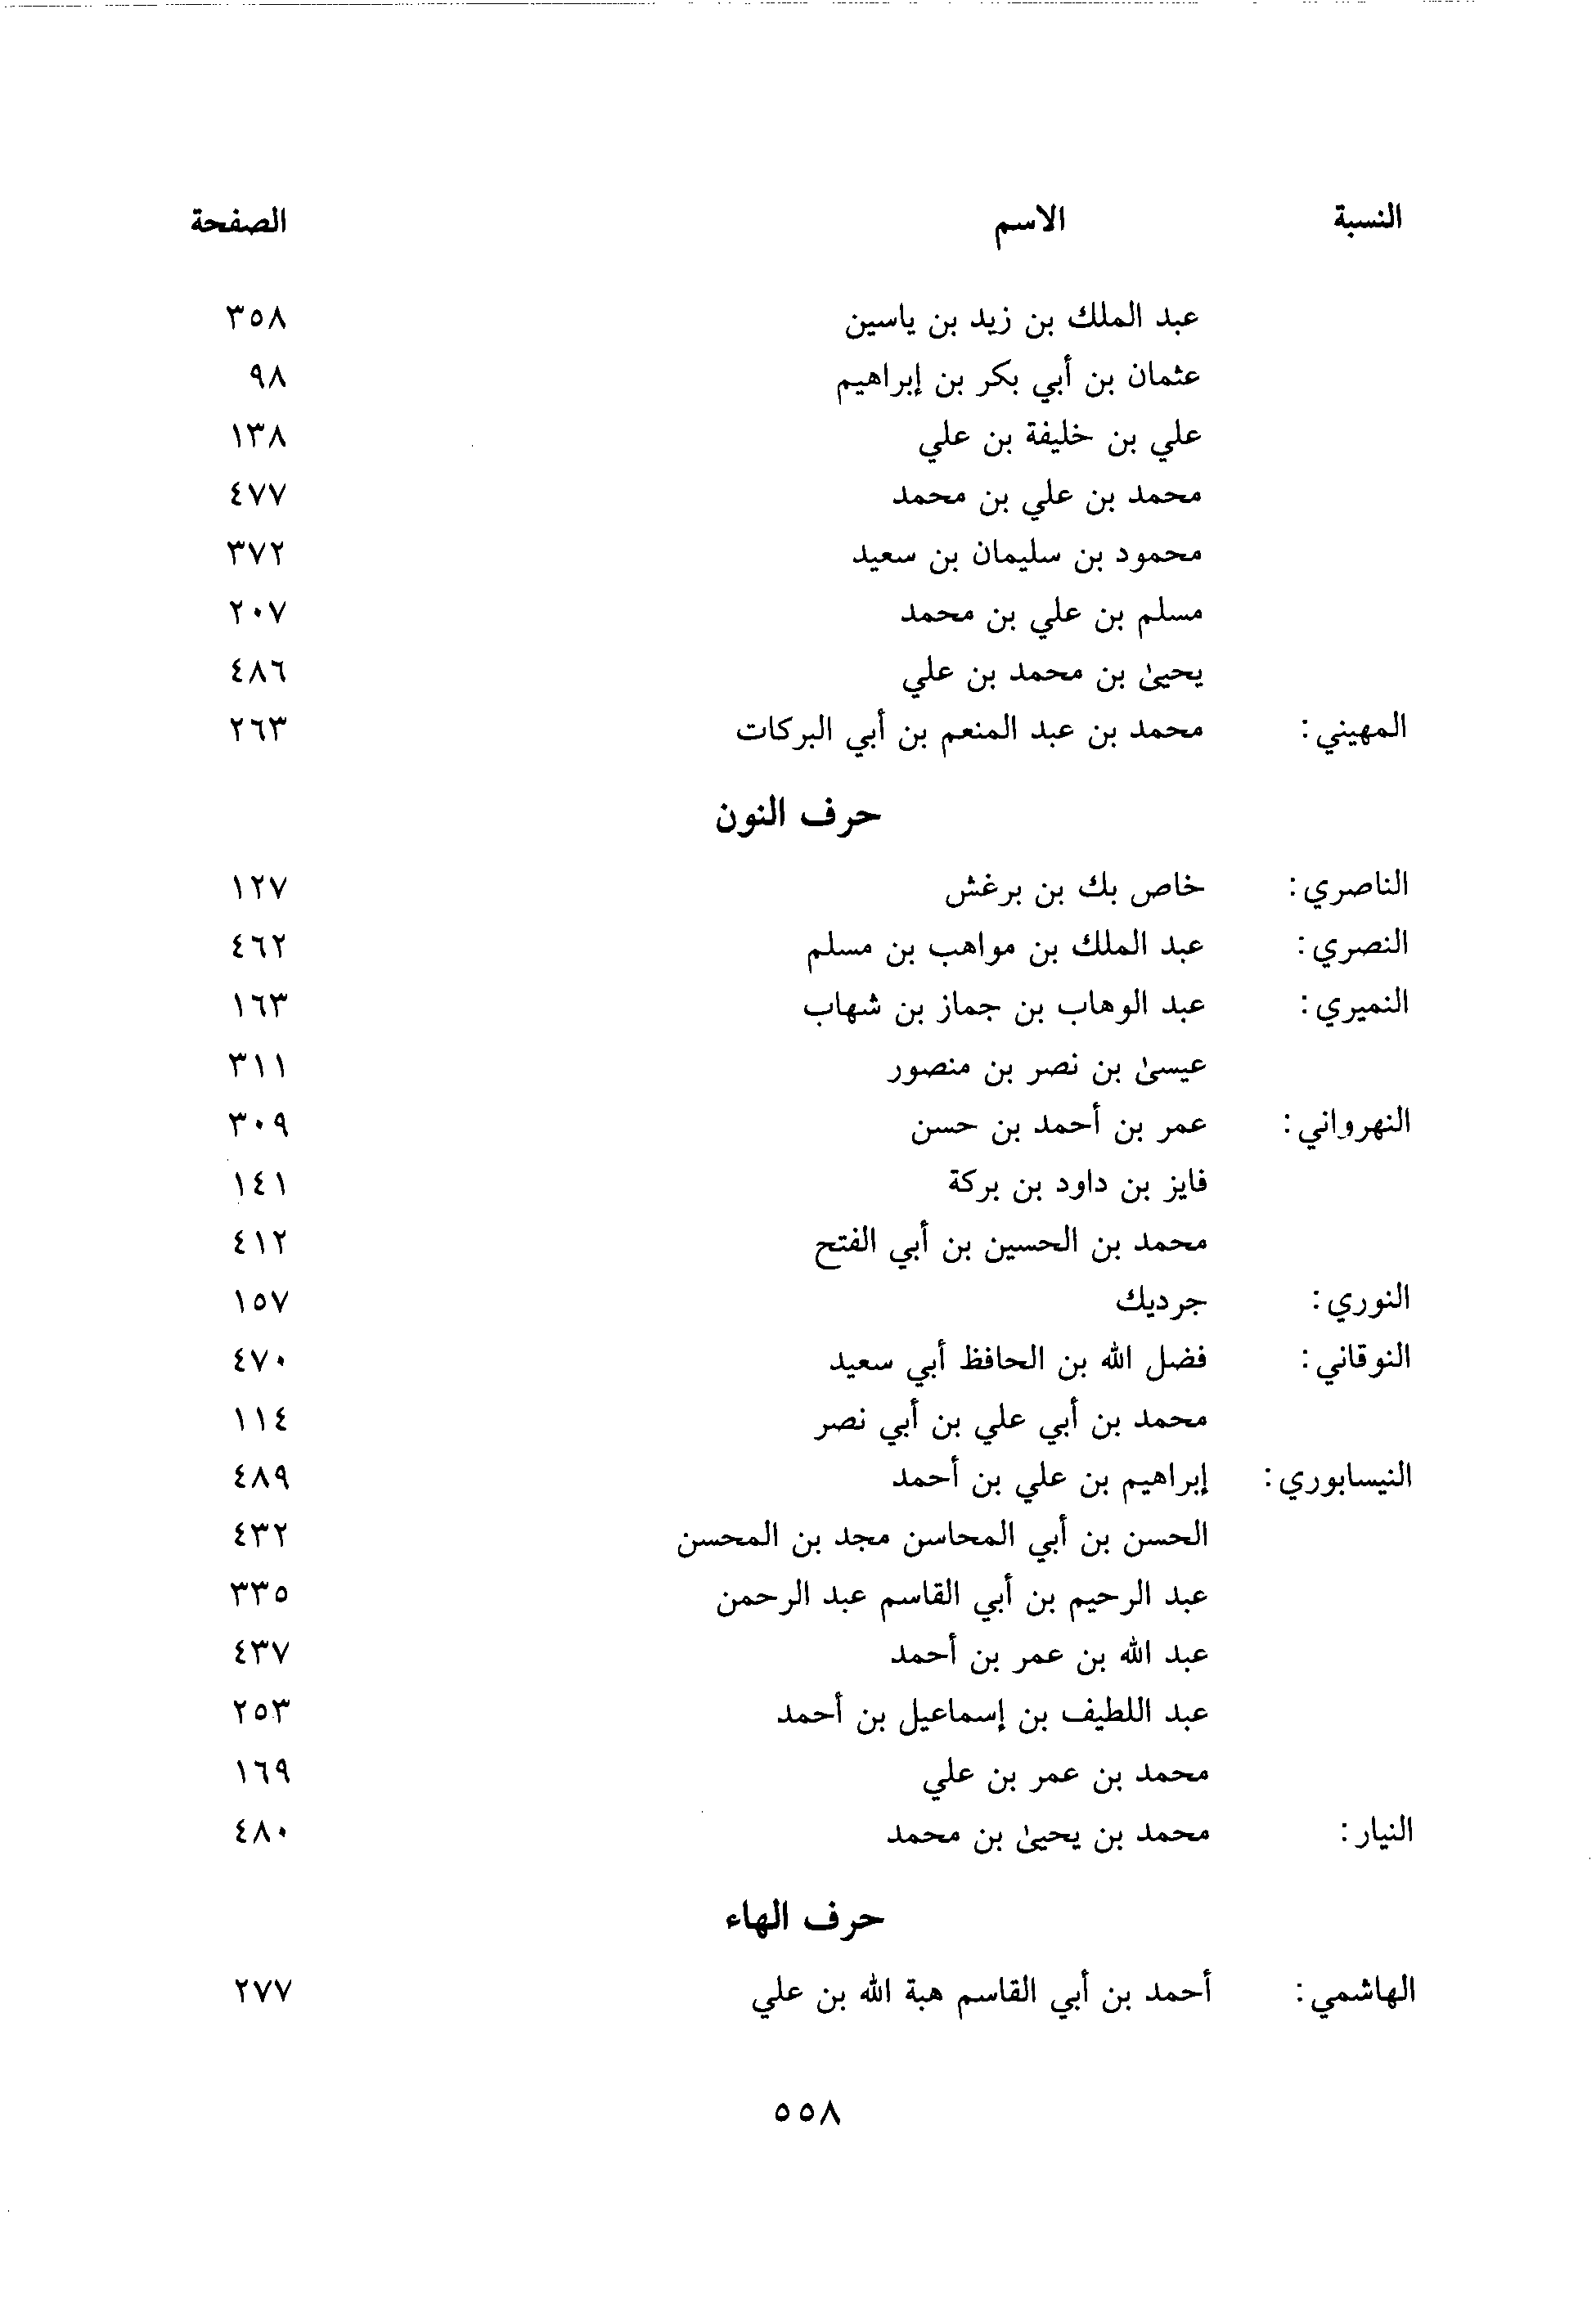 النسبة الاسم الصفحة
عبد الملك بن زيد بن ياسين ٣٥٨
عثمان بن أبي بكر بن إبراهيم ٩٨
علي بن خليفة بن علي ١٣٨
محمد بن علي بن محمد ٤٧٧
محمود بن سليمان بن سعيد ٣٧٢
مسلم بن علي بن محمد ٢٠٧
يحيىٰ بن محمد بن علي ٤٨٦
المهيني: محمد بن عبد المنعم بن أبي البركات ٢٦٣
حرف النون
الناصري: خاص بك بن برغش ١٢٧
النصري: عبد الملك بن مواهب بن مسلم ٤٦٢
النميري: عبد الوهاب بن جماز بن شهاب ١٦٣
عيسىٰ بن نصر بن منصور ٣١١
النهرواني: عمر بن أحمد بن حسن ٣٠٩
فايز بن داود بن بركة ١٤١
محمد بن الحسين بن أبي الفتح ٤١٢
النوري: جرديك ١٥٧
النوقاني: فضل الله بن الحافظ أبي سعيد ٤٧٠
محمد بن أبي علي بن أبي نصر ١١٤
النيسابوري: إبراهيم بن علي بن أحمد ٤٨٩
الحسن بن أبي المحاسن مجد بن المحسن ٤٣٢
عبد الرحيم بن أبي القاسم عبد الرحمن ٣٣٥
عبد الله بن عمر بن أحمد ٤٣٧
عبد اللطيف بن إسماعيل بن أحمد ٢٥٣
محمد بن عمر بن علي ١٦٩
النيار: محمد بن يحيىٰ بن محمد ٤٨٠
حرف الهاء
الهاشمي: أحمد بن أبي القاسم هبة الله بن علي ٢٧٧
٥٥٨